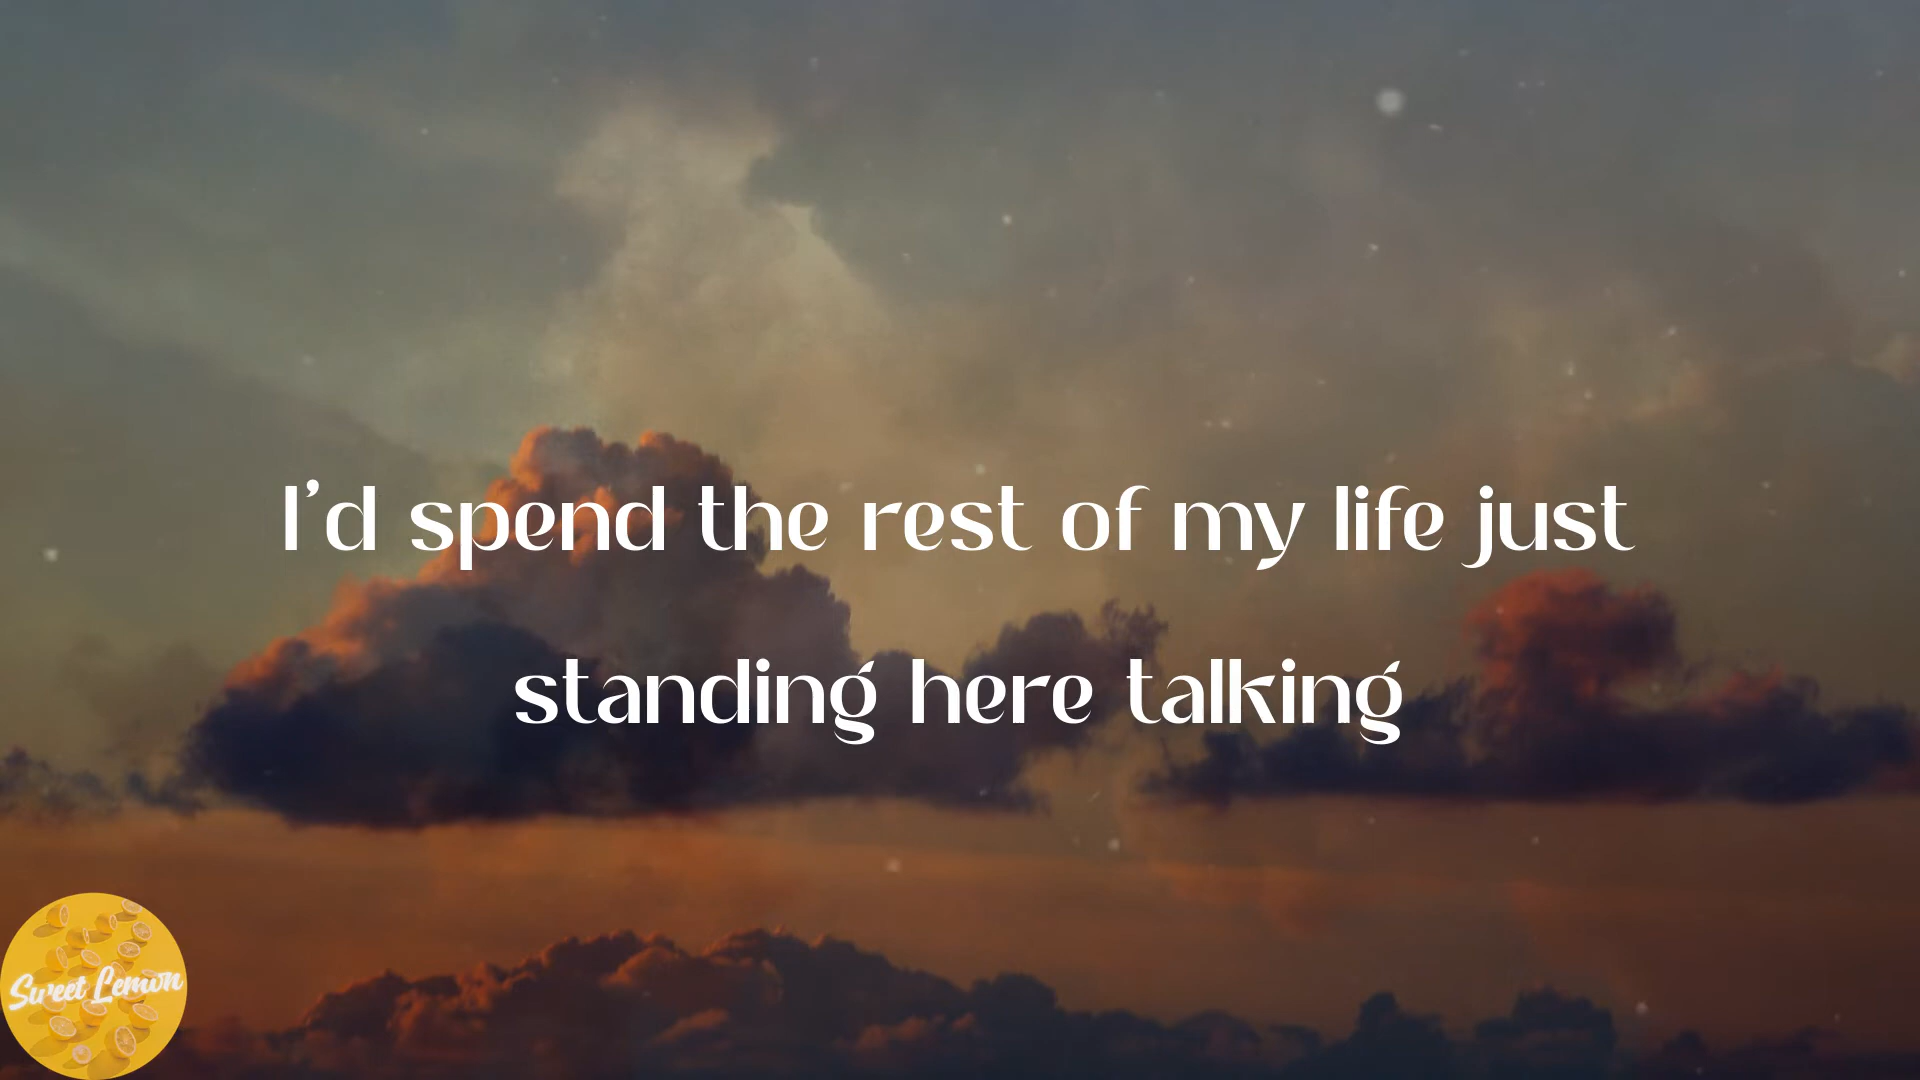 I’d spend the rest of my life just
standing here talking
Sweet Lemon